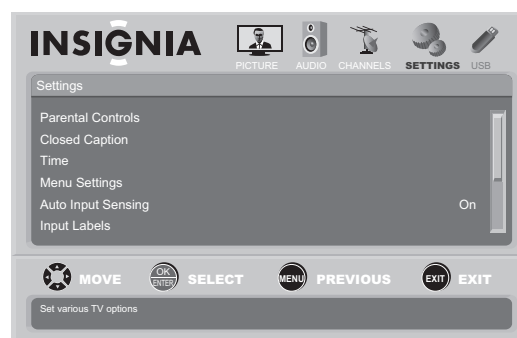 INSIGNIA
PICTURE AUDIO CHANNELS SETTINGS USB
Settings
Parental Controls
Closed Caption
Time
Menu Settings
Auto Input Sensing On
Input Labels
MOVE OK ENTER SELECT MENU PREVIOUS EXIT EXIT
Set various TV options